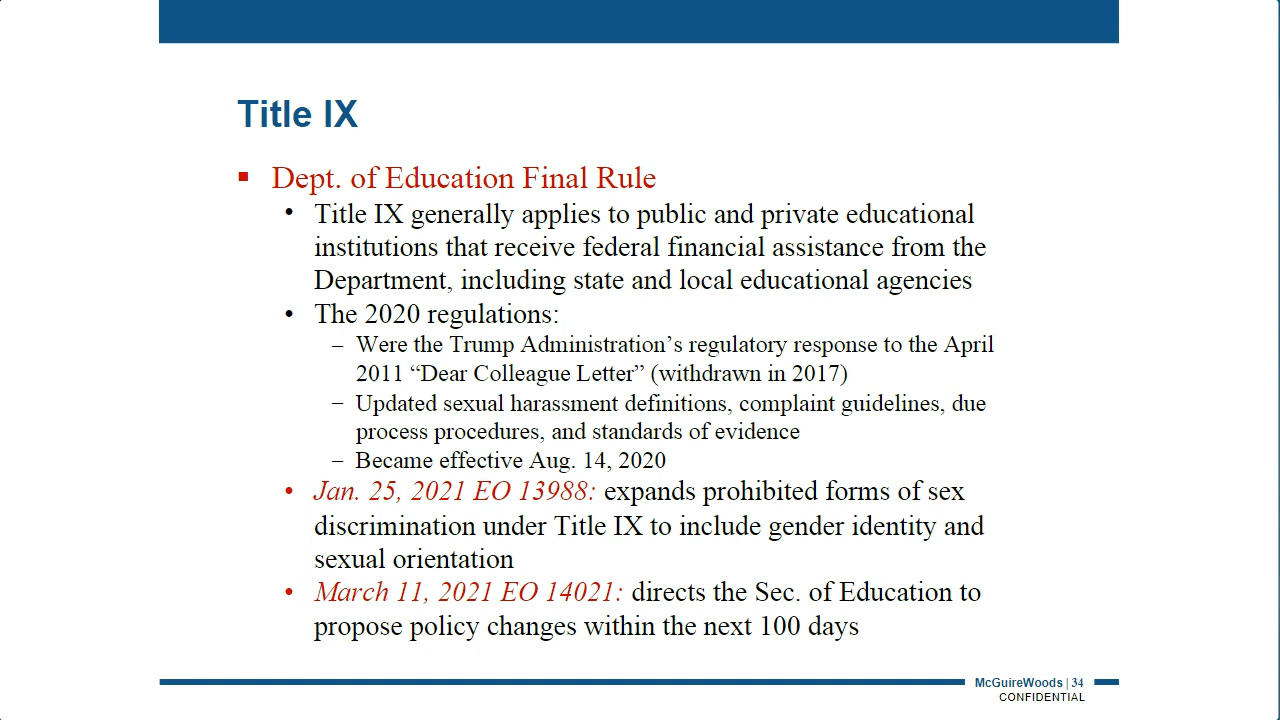 Title IX
▪ Dept. of Education Final Rule
• Title IX generally applies to public and private educational
institutions that receive federal financial assistance from the
Department, including state and local educational agencies
• The 2020 regulations:
– Were the Trump Administration’s regulatory response to the April
2011 “Dear Colleague Letter” (withdrawn in 2017)
– Updated sexual harassment definitions, complaint guidelines, due
process procedures, and standards of evidence
– Became effective Aug. 14, 2020
• Jan. 25, 2021 EO 13988: expands prohibited forms of sex
discrimination under Title IX to include gender identity and
sexual orientation
• March 11, 2021 EO 14021: directs the Sec. of Education to
propose policy changes within the next 100 days
McGuireWoods | 34
CONFIDENTIAL